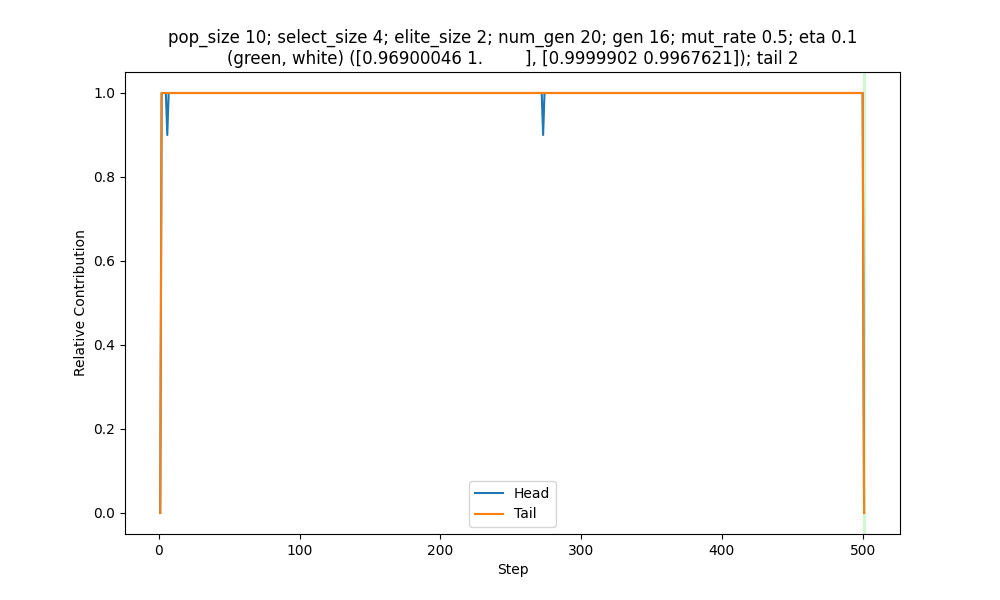 pop_size 10; select_size 4; elite_size 2; num_gen 20; gen 16; mut_rate 0.5; eta 0.1
(green, white) ([0.96900046 1.        ], [0.9999902 0.9967621]); tail 2
1.0
0.8
0.6
0.4
0.2
0.0
Relative Contribution
Head
Tail
0 100 200 300 400 500
Step